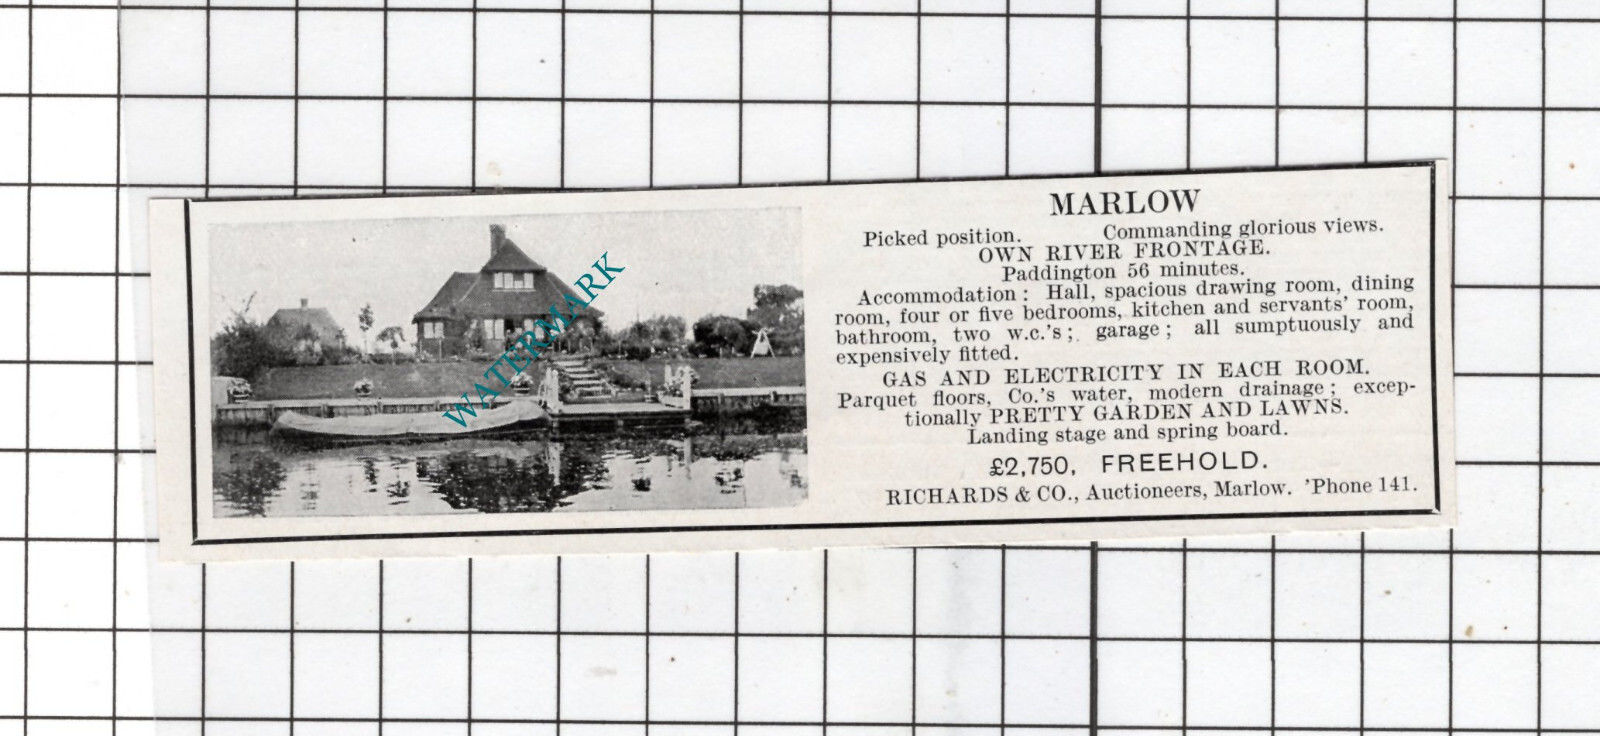 MARLOW
Picked position. Commanding glorious views.
OWN RIVER FRONTAGE.
Paddington 56 minutes.
Accommodation: Hall, spacious drawing room, dining
room, four or five bedrooms, kitchen and servants' room,
bathroom, two w.c.'s; garage; all sumptuously and
expensively fitted.
GAS AND ELECTRICITY IN EACH ROOM.
Parquet floors, Co.'s water, modern drainage; excep-
tionally PRETTY GARDEN AND LAWNS.
Landing stage and spring board.
£2,750, FREEHOLD.
RICHARDS & CO., Auctioneers, Marlow. 'Phone 141.
WATERMARK